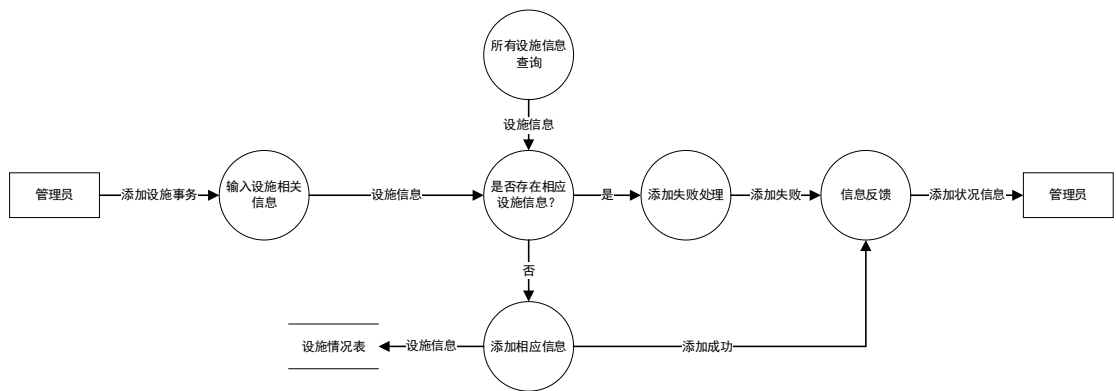 所有设施信息
查询
设施信息
管理员
添加设施事务
输入设施相关
信息
设施信息
是否存在相应
设施信息？
是
添加失败处理
添加失败
信息反馈
添加状况信息
管理员
否
设施情况表
设施信息
添加相应信息
添加成功